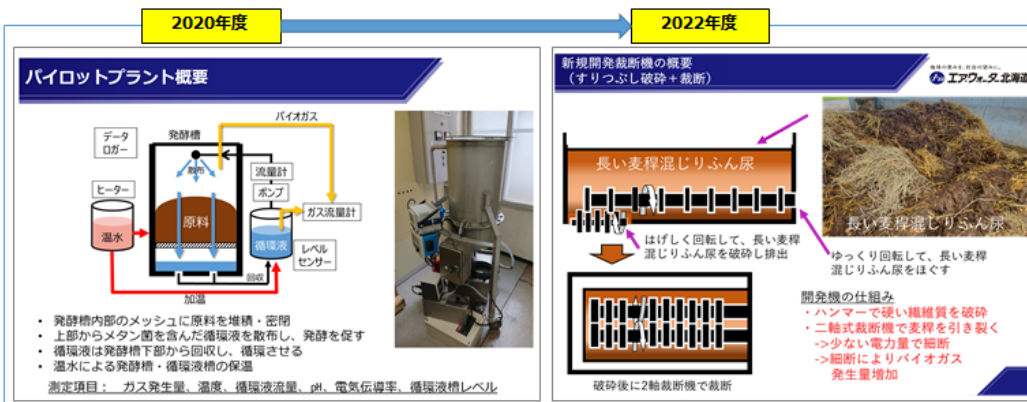 2020年度
2022年度
パイロットプラント概要
データ
ロガー
発酵槽
バイオガス
散布
流量計
ポンプ
ヒーター
ガス流量計
原料
温水
循環液
レベル
センサー
回収
加温
・ 発酵槽内部のメッシュに原料を堆積・密閉
・ 上部からメタン菌を含んだ循環液を散布し、発酵を促す
・ 循環液は発酵槽下部から回収し、循環させる
・ 温水による発酵槽・循環液槽の保温
測定項目： ガス発生量、温度、循環液流量、pH、電気伝導率、循環液槽レベル
新規開発裁断機の概要
（すりつぶし破砕＋裁断）
エア・ウォータ北海道
長い麦稈混じりふん尿
長い麦稈混じりふん尿
はげしく回転して、長い麦稈
混じりふん尿を破砕し排出
ゆっくり回転して、長い麦稈
混じりふん尿をほぐす
破砕後に2軸裁断機で裁断
開発機の仕組み
・ハンマーで硬い繊維質を破砕
・二軸式裁断機で麦稈を引き裂く
->少ない電力量で細断
->細断によりバイオガス
発生量増加